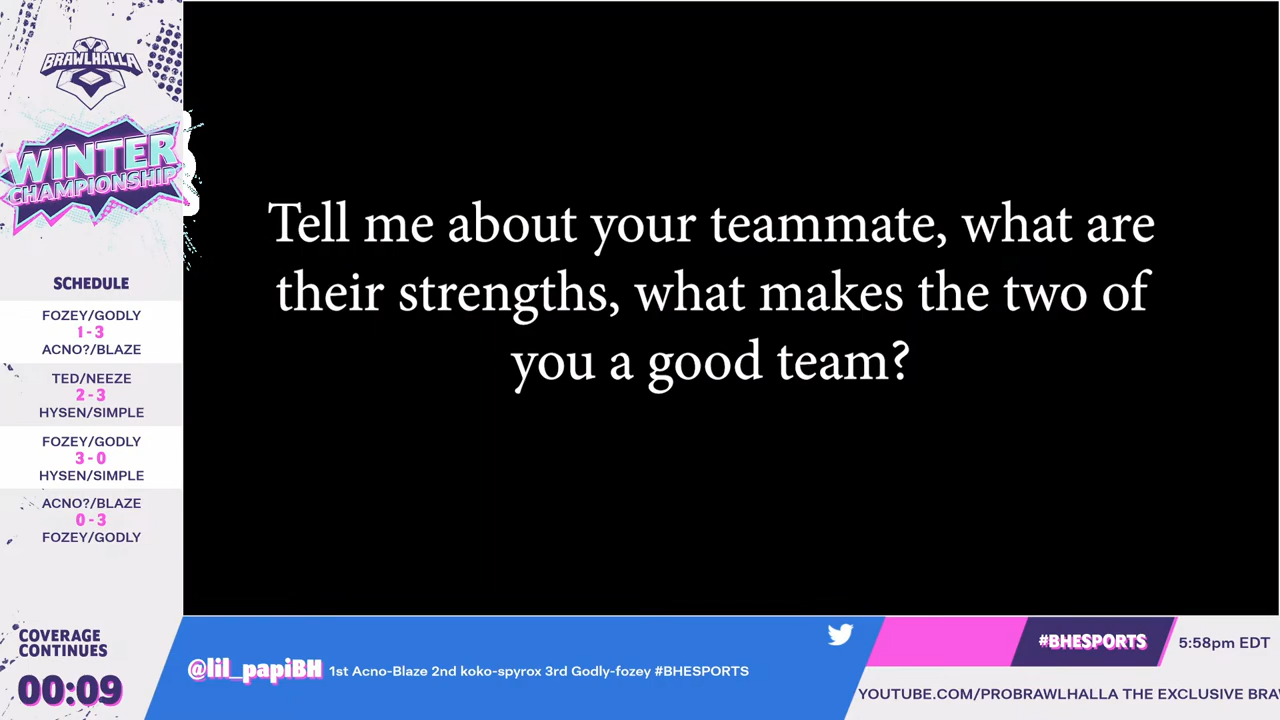 BRAWLHALLA
WINTER
CHAMPIONSHIP
SCHEDULE
FOZEY/GODLY
1 - 3
ACNO?/BLAZE
TED/NEEZE
2 - 3
HYSEN/SIMPLE
FOZEY/GODLY
3 - 0
HYSEN/SIMPLE
ACNO?/BLAZE
0 - 3
FOZEY/GODLY
COVERAGE
CONTINUES
00:09
Tell me about your teammate, what are
their strengths, what makes the two of
you a good team?
@lil_papiBH 1st Acno-Blaze 2nd koko-spyrox 3rd Godly-fozey #BHESPORTS
#BHESPORTS
5:58pm EDT
YOUTUBE.COM/PROBRAWLHALLA THE EXCLUSIVE BRA